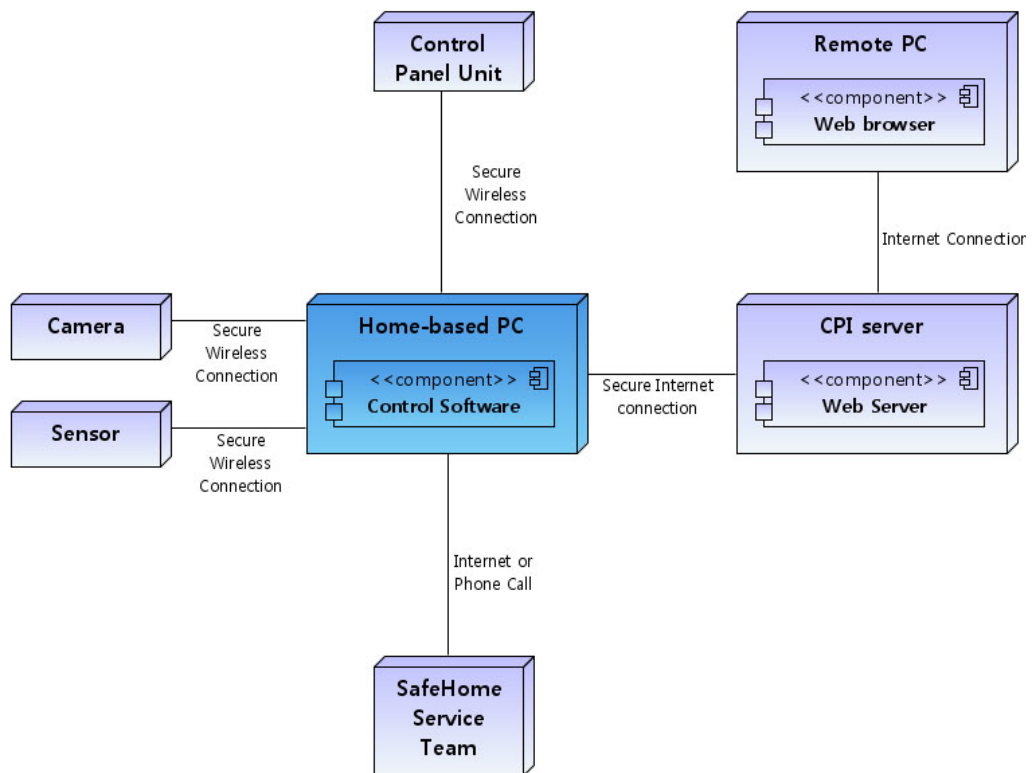 Control
Panel Unit
Remote PC
<<component>>
Web browser
Secure
Wireless
Connection
Internet Connection
Camera
Secure
Wireless
Connection
Home-based PC
<<component>>
Control Software
Secure Internet
connection
CPI server
<<component>>
Web Server
Sensor
Secure
Wireless
Connection
Internet or
Phone Call
SafeHome
Service
Team